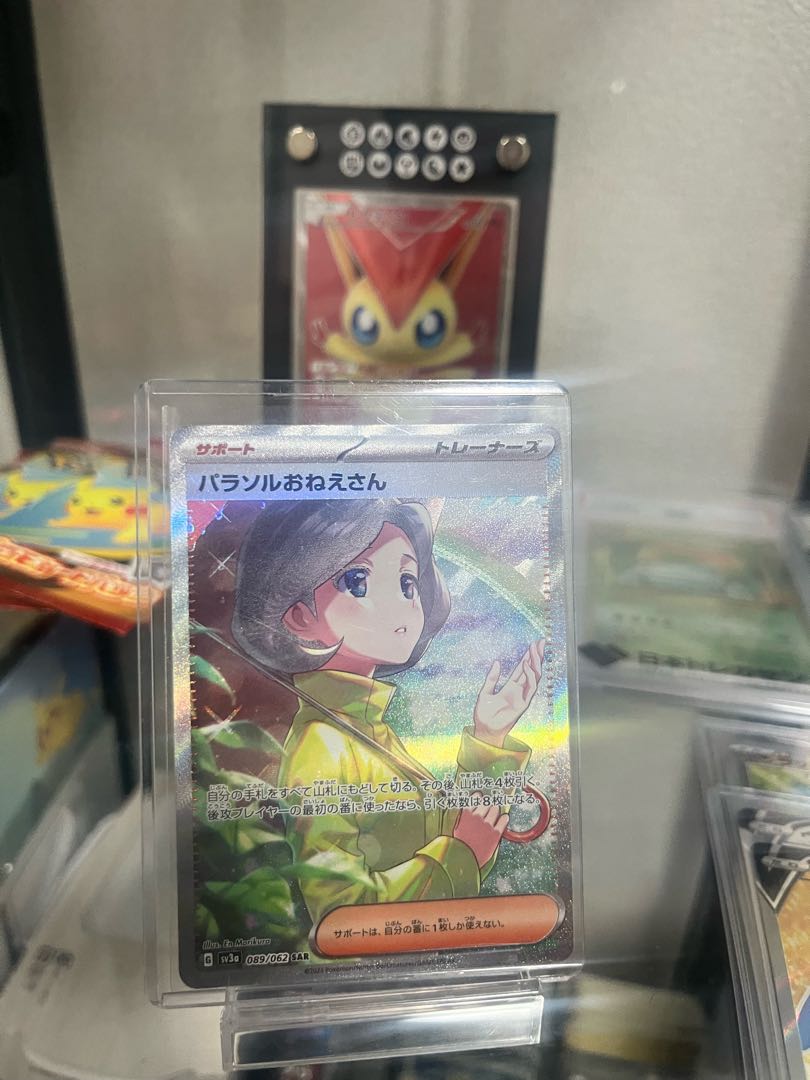 サポート
トレーナーズ
パラソルおねえさん
自分の手札をすべて山札にもどして切る。その後、山札を4枚引く。
後攻プレイヤーの最初の番に使ったなら、引く枚数は8枚になる。
サポートは、自分の番に1枚しか使えない。
Illus. En Morikura
G SV3a 089/062 SAR